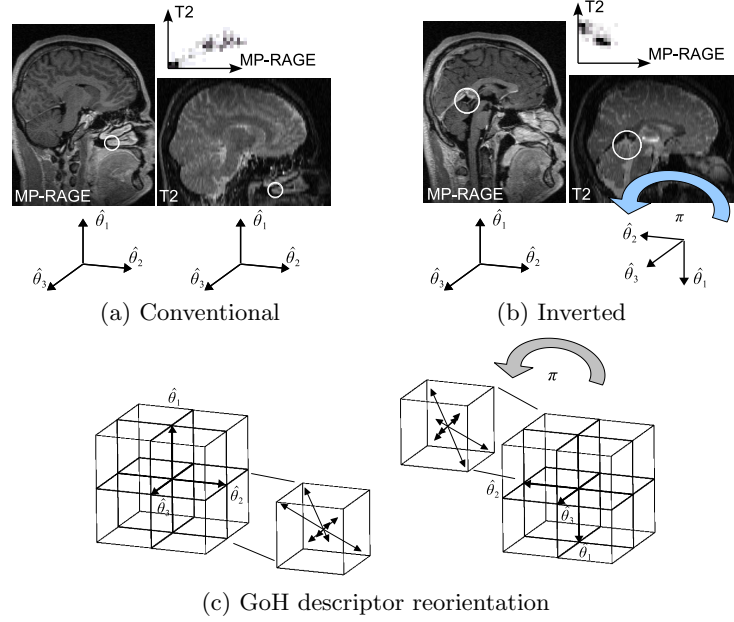 T2
MP-RAGE
MP-RAGE
T2
θ̂1
θ̂2
θ̂3
θ̂1
θ̂2
θ̂3
(a) Conventional
T2
MP-RAGE
MP-RAGE
T2
π
θ̂1
θ̂2
θ̂3
θ̂2
θ̂3
θ̂1
(b) Inverted
θ̂1
θ̂2
θ̂3
π
θ̂2
θ̂3
θ̂1
(c) GoH descriptor reorientation